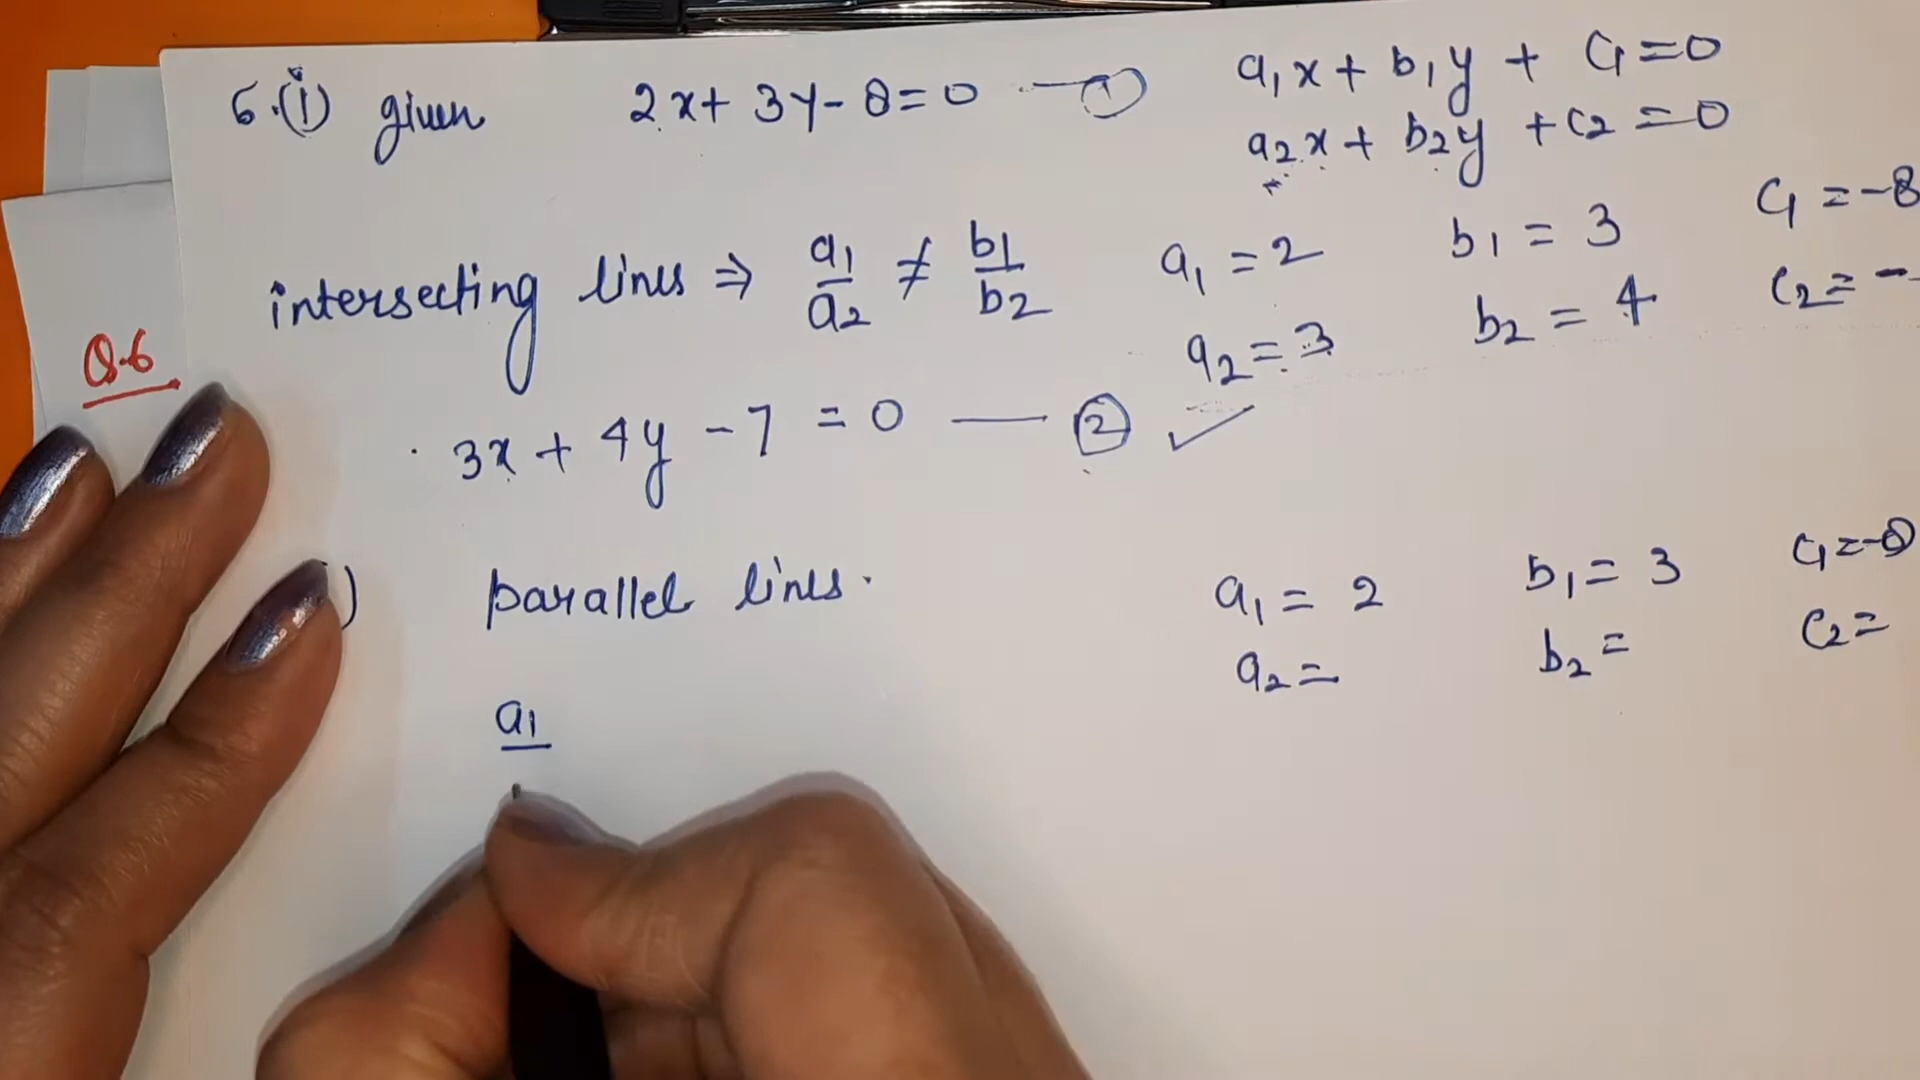 6.(i) given 2x + 3y - 8 = 0 — ①
a₁x + b₁y + c₁ = 0
a₂x + b₂y + c₂ = 0
intersecting lines ⇒ a₁/a₂ ≠ b₁/b₂
a₁ = 2 b₁ = 3 c₁ = -8
a₂ = 3 b₂ = 4 c₂ = -
Q.6
3x + 4y - 7 = 0 — ② ✓
) parallel lines.
a₁ = 2 b₁ = 3 c₁ = -8
a₂ = b₂ = c₂ =
a₁